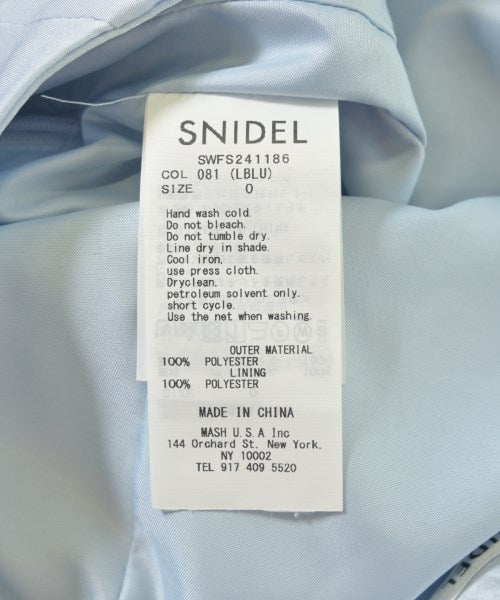 SNIDEL
SWFS241186
COL 081 (LBLU)
SIZE 0
Hand wash cold.
Do not bleach.
Do not tumble dry.
Line dry in shade.
Cool iron,
use press cloth.
Dryclean,
petroleum solvent only.
short cycle.
Use the net when washing.
OUTER MATERIAL
100% POLYESTER
LINING
100% POLYESTER
MADE IN CHINA
MASH U.S.A Inc
144 Orchard St. New York.
NY 10002
TEL 917 409 5520